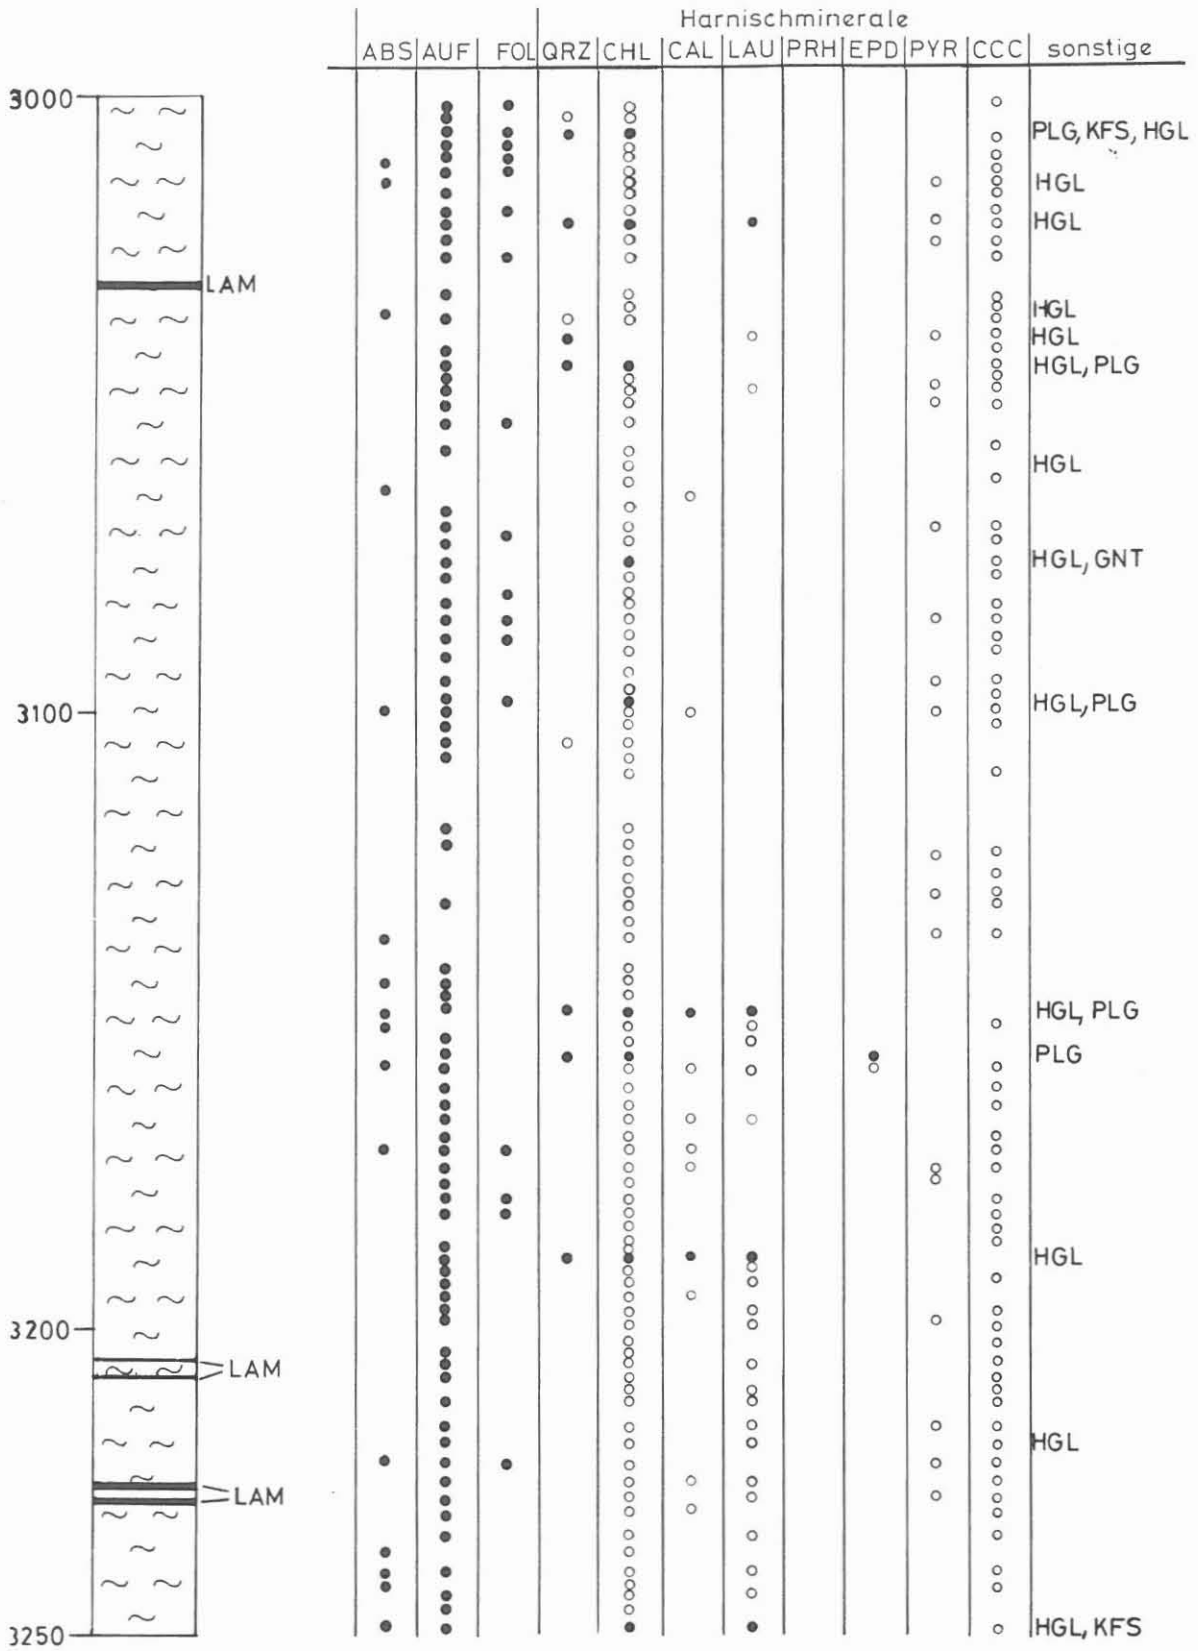 Harnischminerale
ABS AUF FOL QRZ CHL CAL LAU PRH EPD PYR CCC sonstige
3000
PLG, KFS, HGL
HGL
HGL
LAM
HGL
HGL
HGL, PLG
HGL
HGL, GNT
3100
HGL, PLG
HGL, PLG
PLG
HGL
3200
LAM
HGL
LAM
3250
HGL, KFS